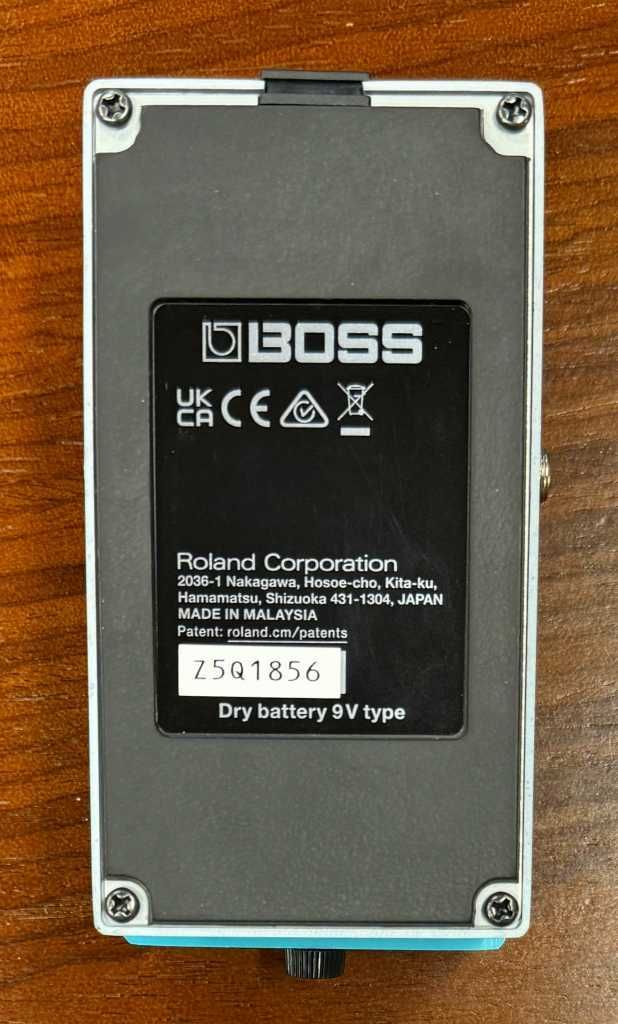 BOSS
UK
CA CE
Roland Corporation
2036-1 Nakagawa, Hosoe-cho, Kita-ku,
Hamamatsu, Shizuoka 431-1304, JAPAN
MADE IN MALAYSIA
Patent: roland.cm/patents
Z5Q1856
Dry battery 9V type